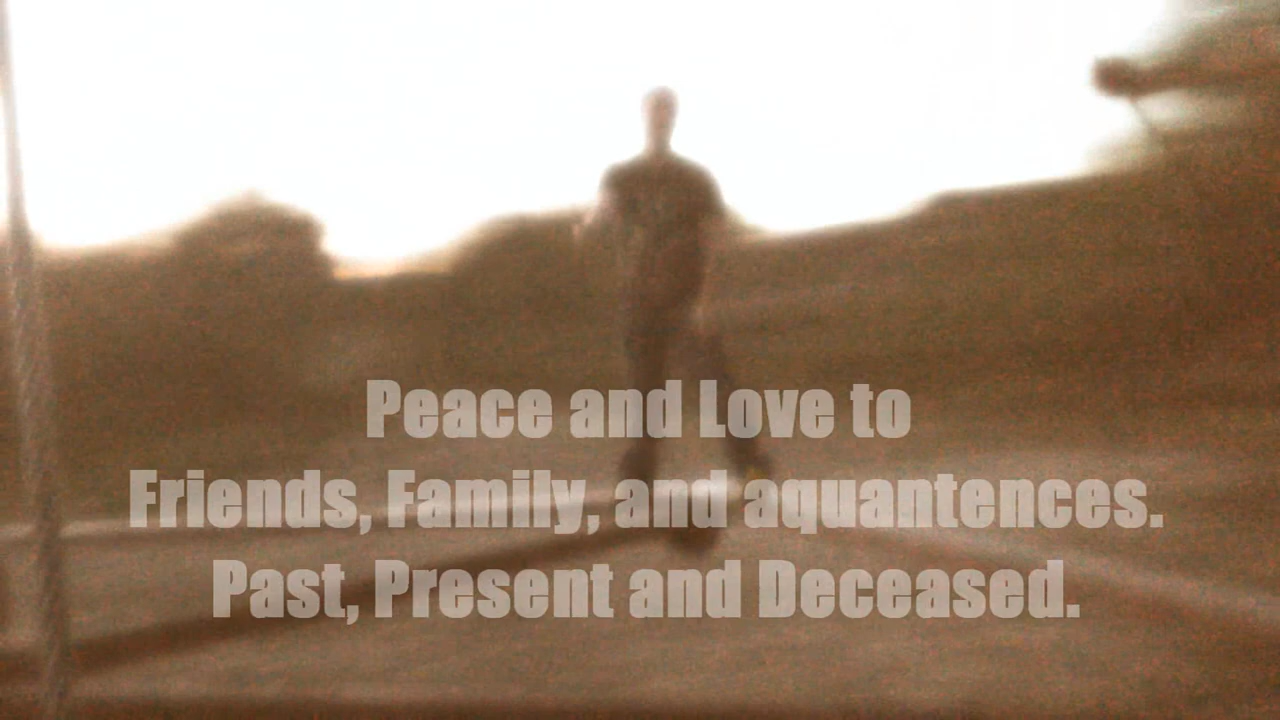 Peace and Love to
Friends, Family, and aquantences.
Past, Present and Deceased.